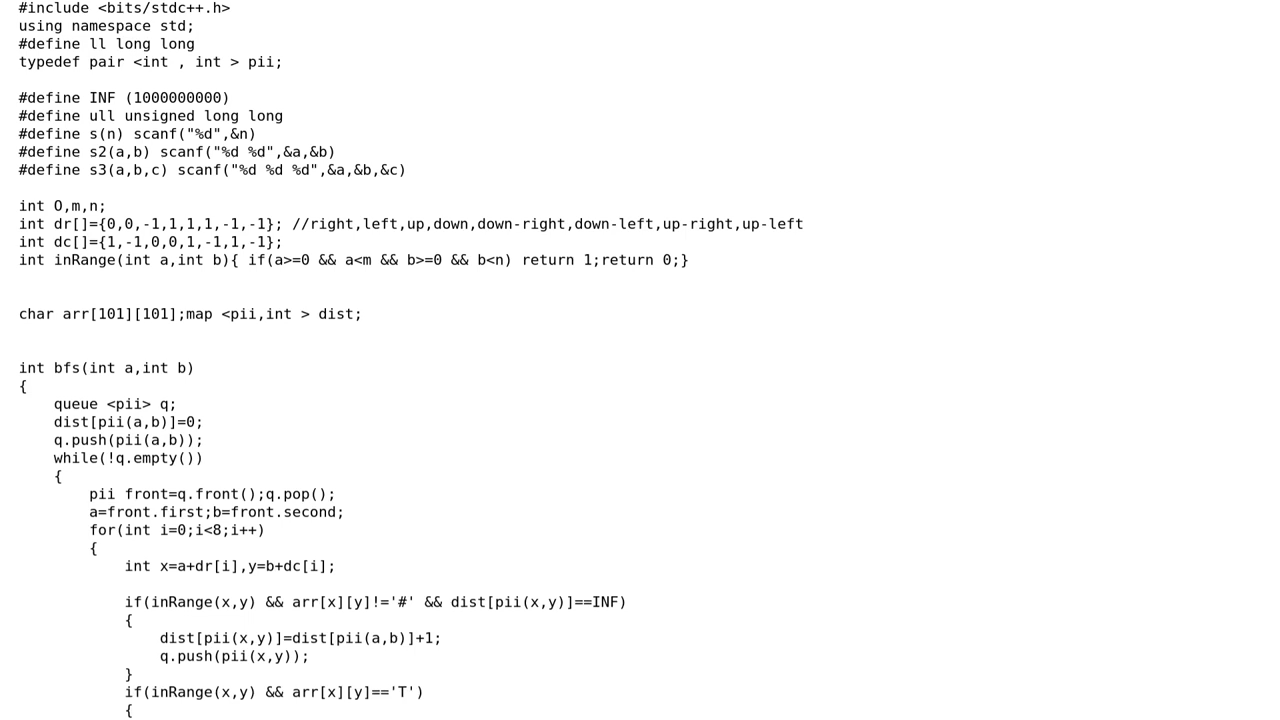 #include <bits/stdc++.h>
using namespace std;
#define ll long long
typedef pair <int , int > pii;

#define INF (1000000000)
#define ull unsigned long long
#define s(n) scanf("%d",&n)
#define s2(a,b) scanf("%d %d",&a,&b)
#define s3(a,b,c) scanf("%d %d %d",&a,&b,&c)

int O,m,n;
int dr[]={0,0,-1,1,1,1,-1,-1}; //right,left,up,down,down-right,down-left,up-right,up-left
int dc[]={1,-1,0,0,1,-1,1,-1};
int inRange(int a,int b){ if(a>=0 && a<m && b>=0 && b<n) return 1;return 0;}


char arr[101][101];map <pii,int > dist;


int bfs(int a,int b)
{
    queue <pii> q;
    dist[pii(a,b)]=0;
    q.push(pii(a,b));
    while(!q.empty())
    {
        pii front=q.front();q.pop();
        a=front.first;b=front.second;
        for(int i=0;i<8;i++)
        {
            int x=a+dr[i],y=b+dc[i];

            if(inRange(x,y) && arr[x][y]!='#' && dist[pii(x,y)]==INF)
            {
                dist[pii(x,y)]=dist[pii(a,b)]+1;
                q.push(pii(x,y));
            }
            if(inRange(x,y) && arr[x][y]=='T')
            {